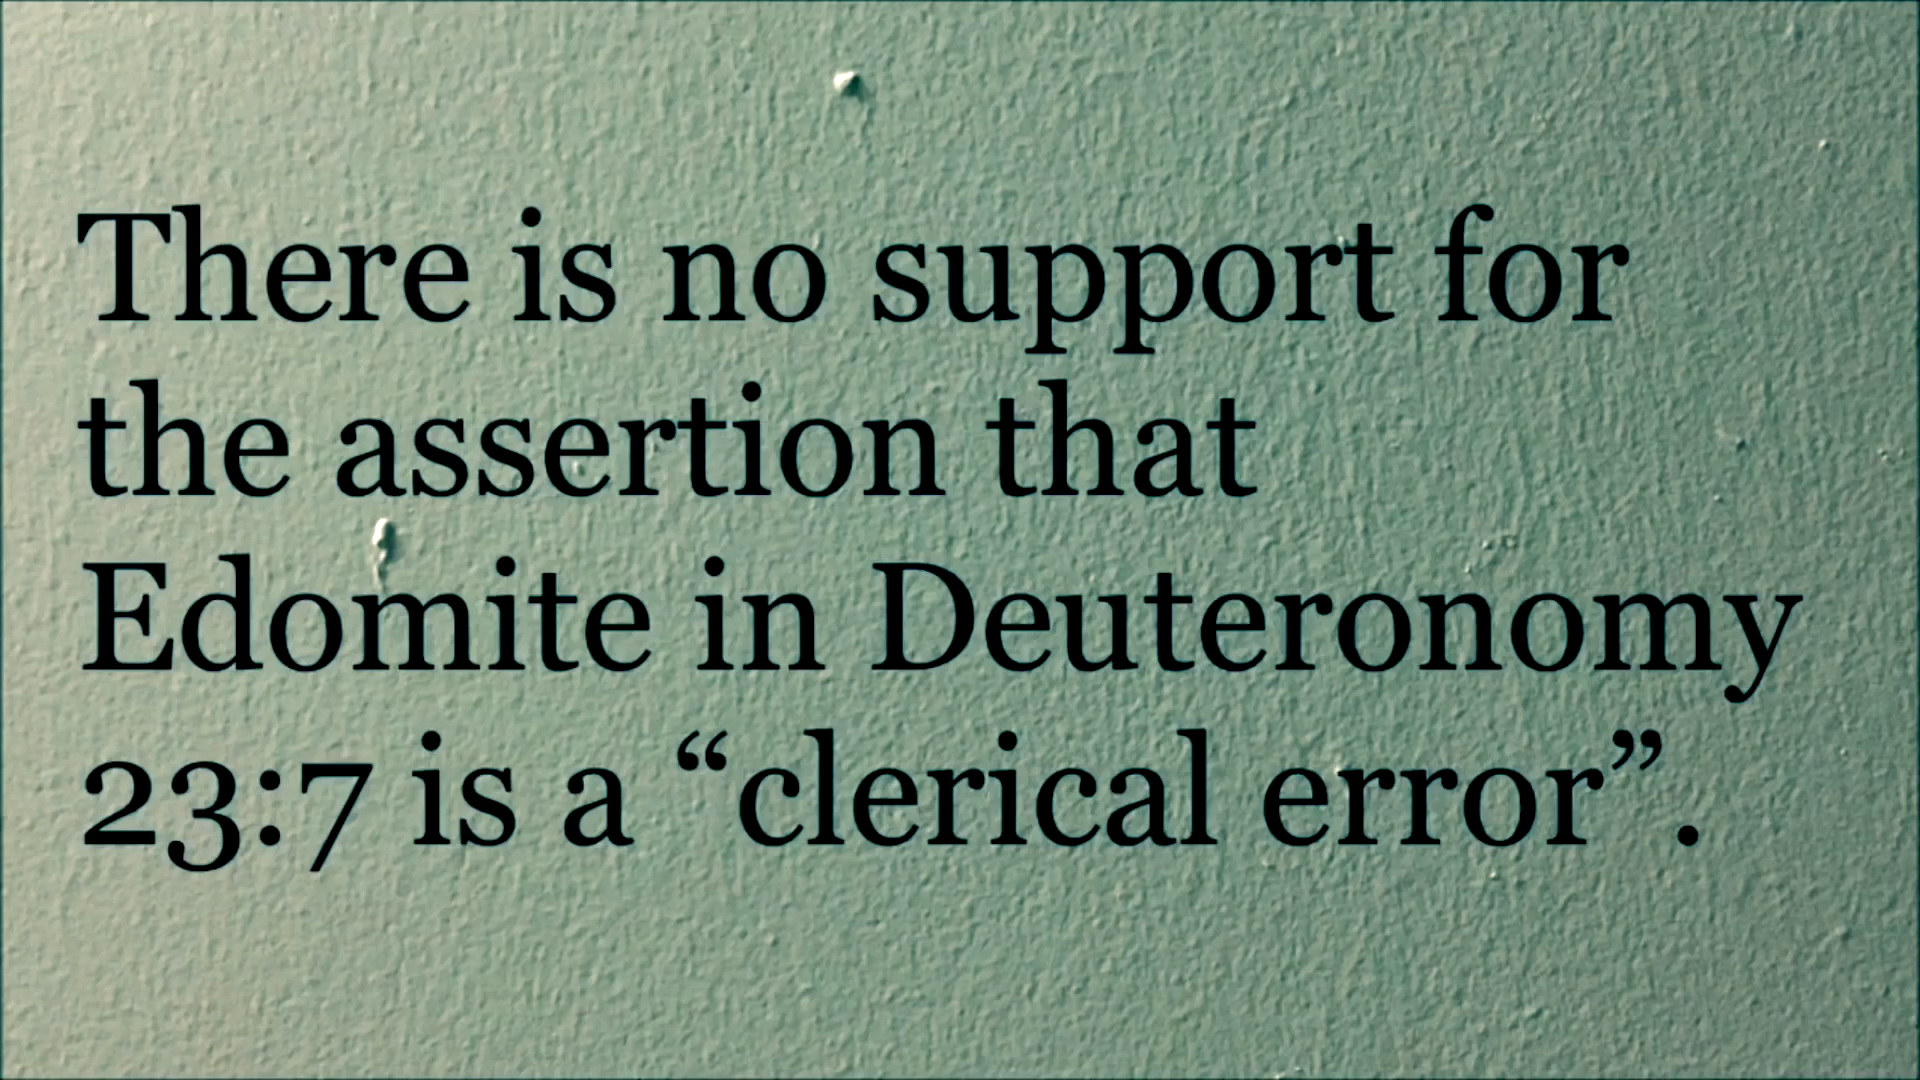 There is no support for
the assertion that
Edomite in Deuteronomy
23:7 is a “clerical error”.